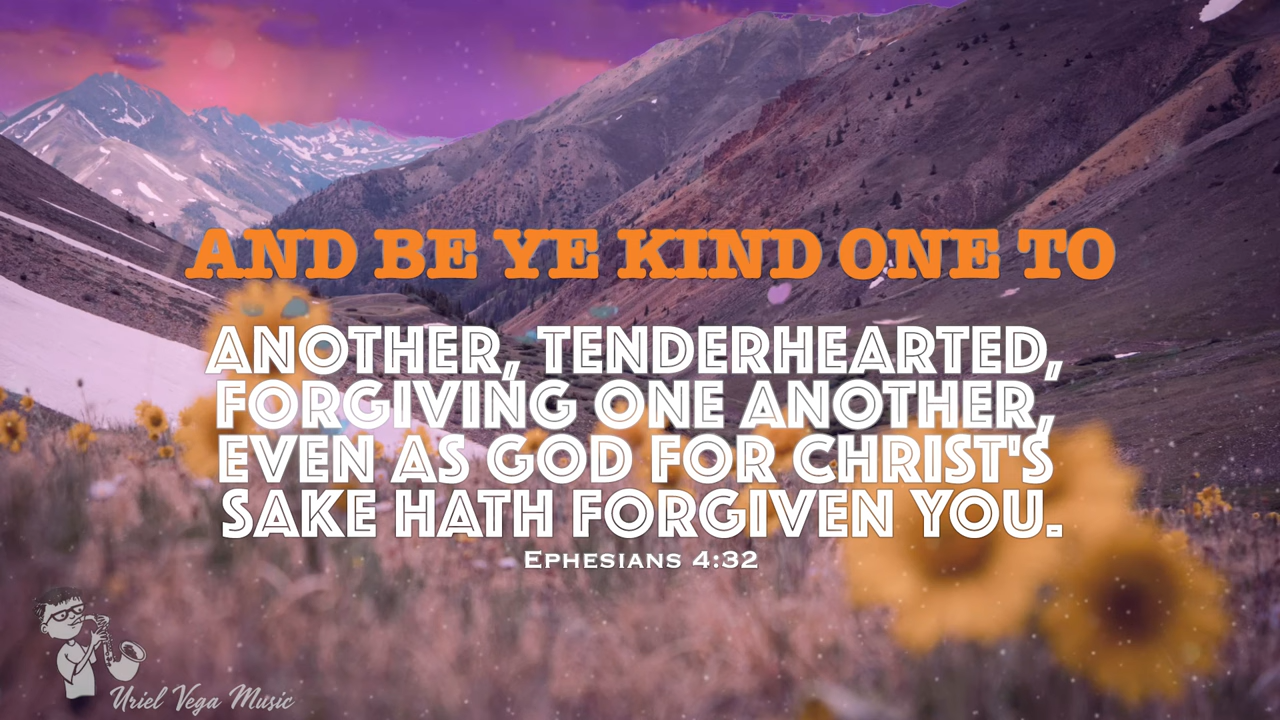 AND BE YE KIND ONE TO
ANOTHER, TENDERHEARTED,
FORGIVING ONE ANOTHER,
EVEN AS GOD FOR CHRIST'S
SAKE HATH FORGIVEN YOU.
EPHESIANS 4:32
Uriel Vega Music